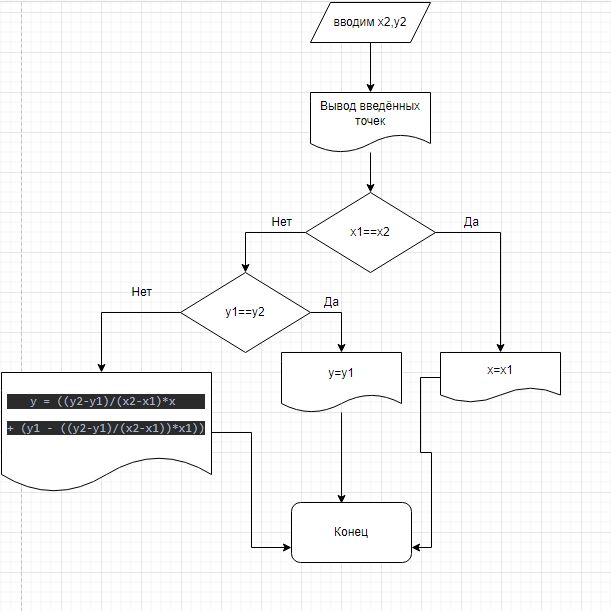 вводим x2,y2
Вывод введённых
точек
x1==x2
Нет
Да
y1==y2
Нет
Да
y = ((y2-y1)/(x2-x1)*x
+ (y1 - ((y2-y1)/(x2-x1))*x1))
y=y1
x=x1
Конец